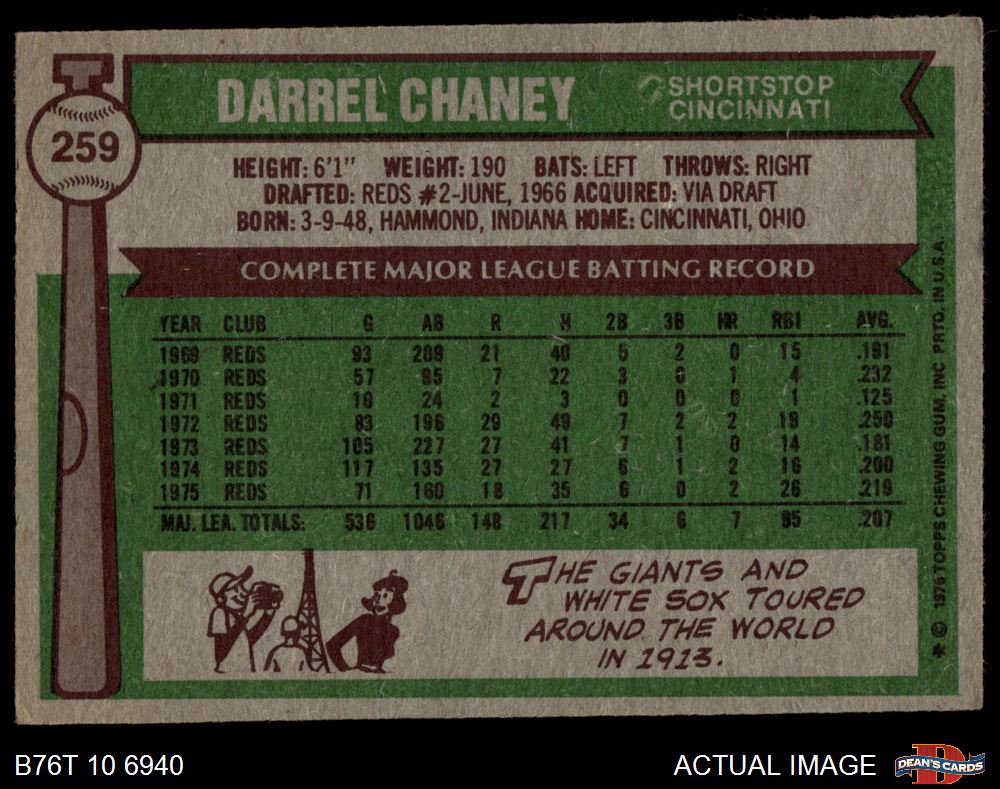 DARREL CHANEY
SHORTSTOP
CINCINNATI
259
HEIGHT: 6'1" WEIGHT: 190 BATS: LEFT THROWS: RIGHT
DRAFTED: REDS #2-JUNE, 1966 ACQUIRED: VIA DRAFT
BORN: 3-9-48, HAMMOND, INDIANA HOME: CINCINNATI, OHIO
COMPLETE MAJOR LEAGUE BATTING RECORD
YEAR CLUB G AB R H 2B 3B HR RBI AVG.
1969 REDS 93 209 21 40 5 2 0 15 .191
1970 REDS 57 95 7 22 3 0 1 4 .232
1971 REDS 10 24 2 3 0 0 0 1 .125
1972 REDS 83 196 29 49 7 2 2 19 .250
1973 REDS 105 227 27 41 7 1 0 14 .181
1974 REDS 117 135 27 27 6 1 2 16 .200
1975 REDS 71 160 18 35 6 0 2 26 .219
MAJ. LEA. TOTALS: 536 1046 148 217 34 6 7 95 .207
THE GIANTS AND
WHITE SOX TOURED
AROUND THE WORLD
IN 1913.
* © 1976 TOPPS CHEWING GUM, INC PRTD. IN U.S.A.
B76T 10 6940
ACTUAL IMAGE
DEAN'S CARDS